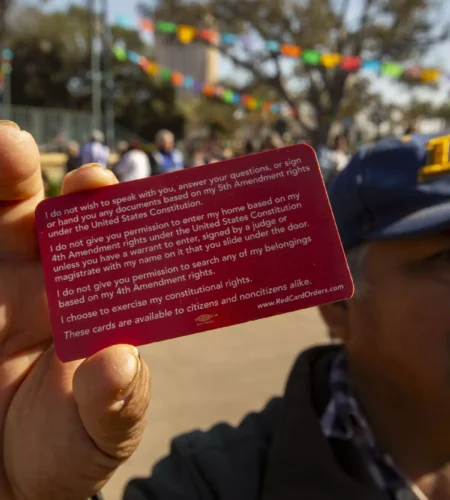 I do not wish to speak with you, answer your questions, or sign
or hand you any documents based on my 5th Amendment rights
under the United States Constitution.
I do not give you permission to enter my home based on my
4th Amendment rights under the United States Constitution
unless you have a warrant to enter, signed by a judge or
magistrate with my name on it that you slide under the door.
I do not give you permission to search any of my belongings
based on my 4th Amendment rights.
I choose to exercise my constitutional rights.
These cards are available to citizens and noncitizens alike.
www.RedCardOrders.com